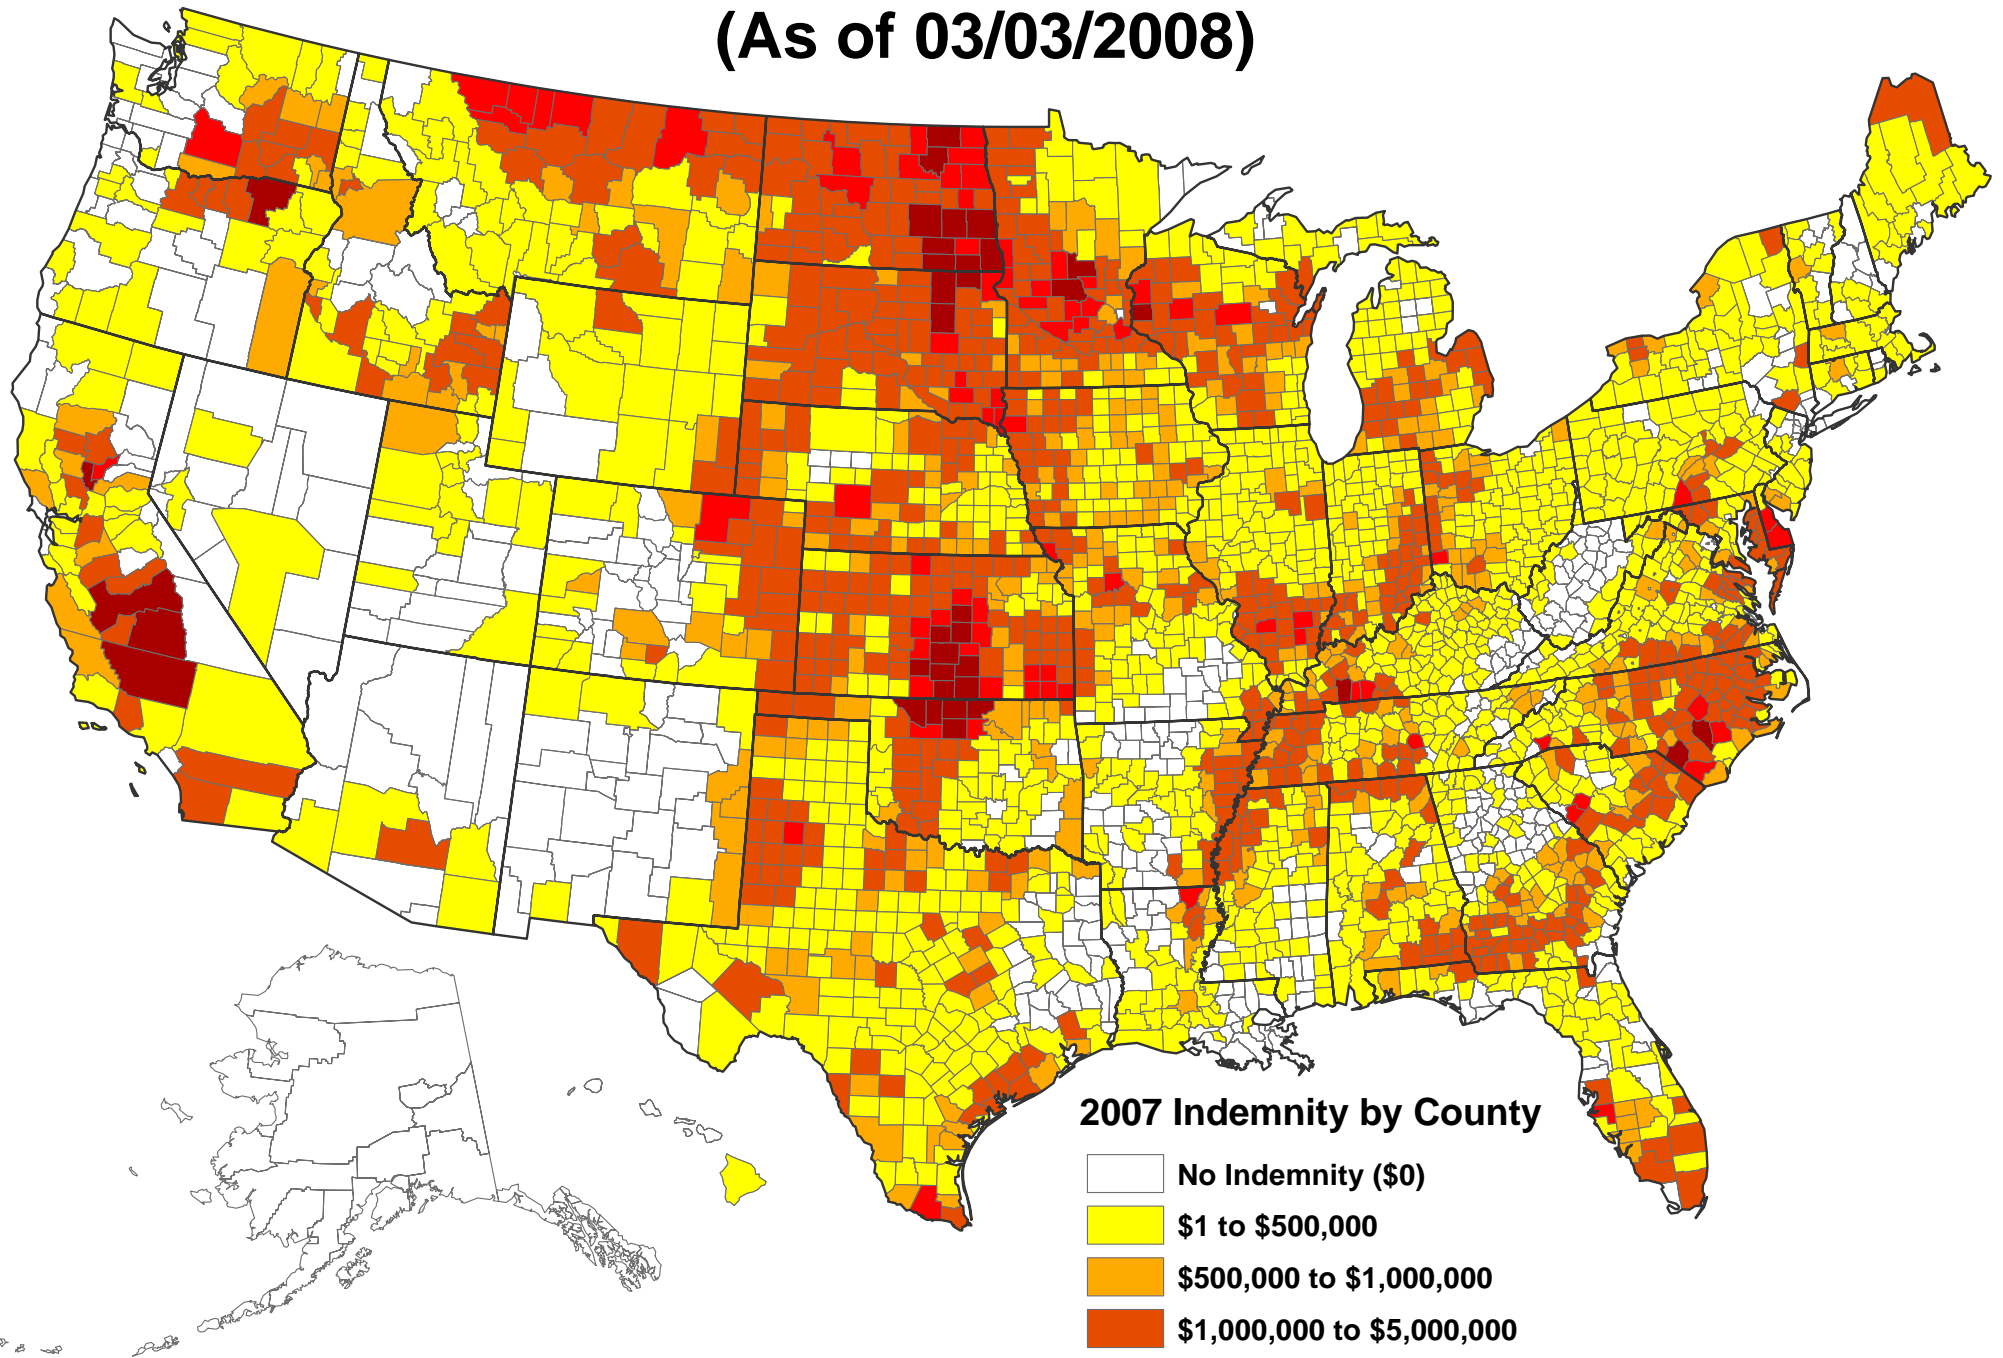 (As of 03/03/2008)
2007 Indemnity by County
No Indemnity ($0)
$1 to $500,000
$500,000 to $1,000,000
$1,000,000 to $5,000,000